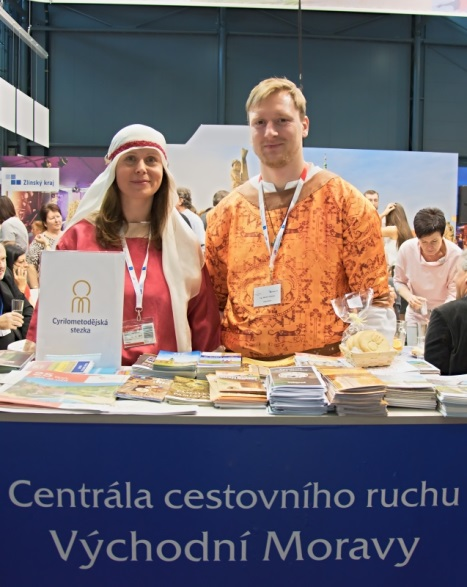 Zlínský kraj
Cyrilometodějská
stezka
Centrála cestovního ruchu
Východní Moravy